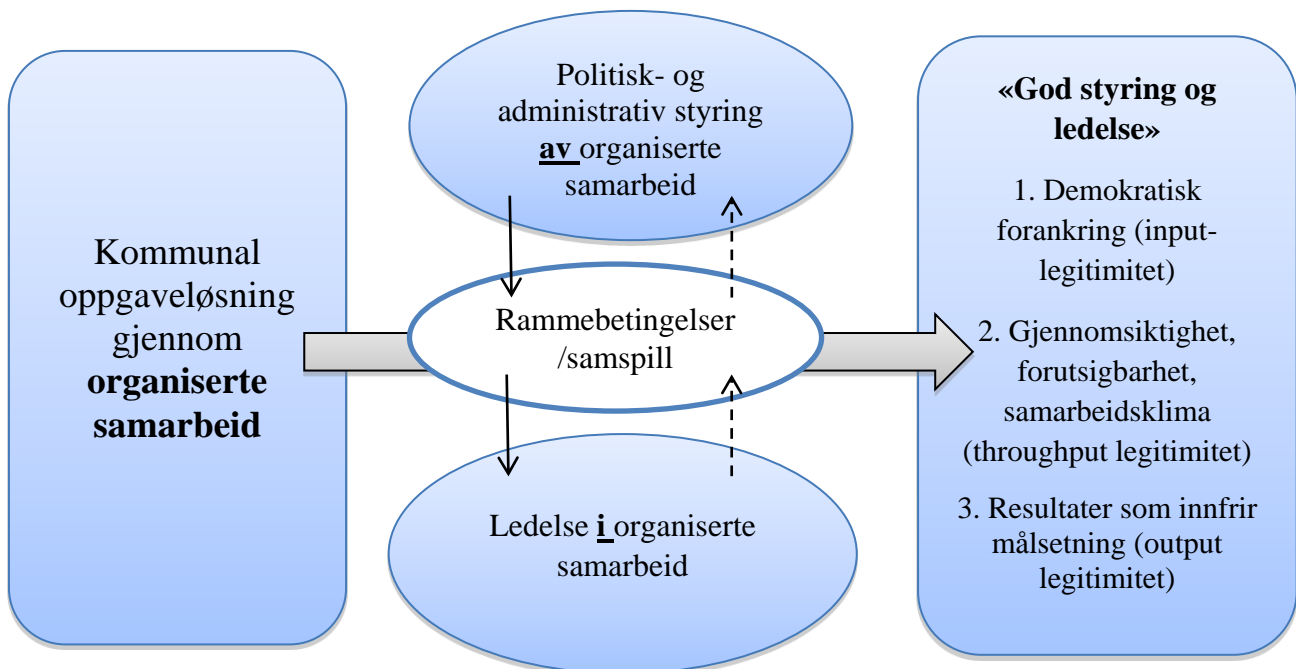 Kommunal
oppgaveløsning
gjennom
organiserte
samarbeid
Politisk- og
administrativ styring
av organiserte
samarbeid
Rammebetingelser
/samspill
Ledelse i organiserte
samarbeid
«God styring og
ledelse»
1. Demokratisk
forankring (input-
legitimitet)
2. Gjennomsiktighet,
forutsigbarhet,
samarbeidsklima
(throughput legitimitet)
3. Resultater som innfrir
målsetning (output
legitimitet)